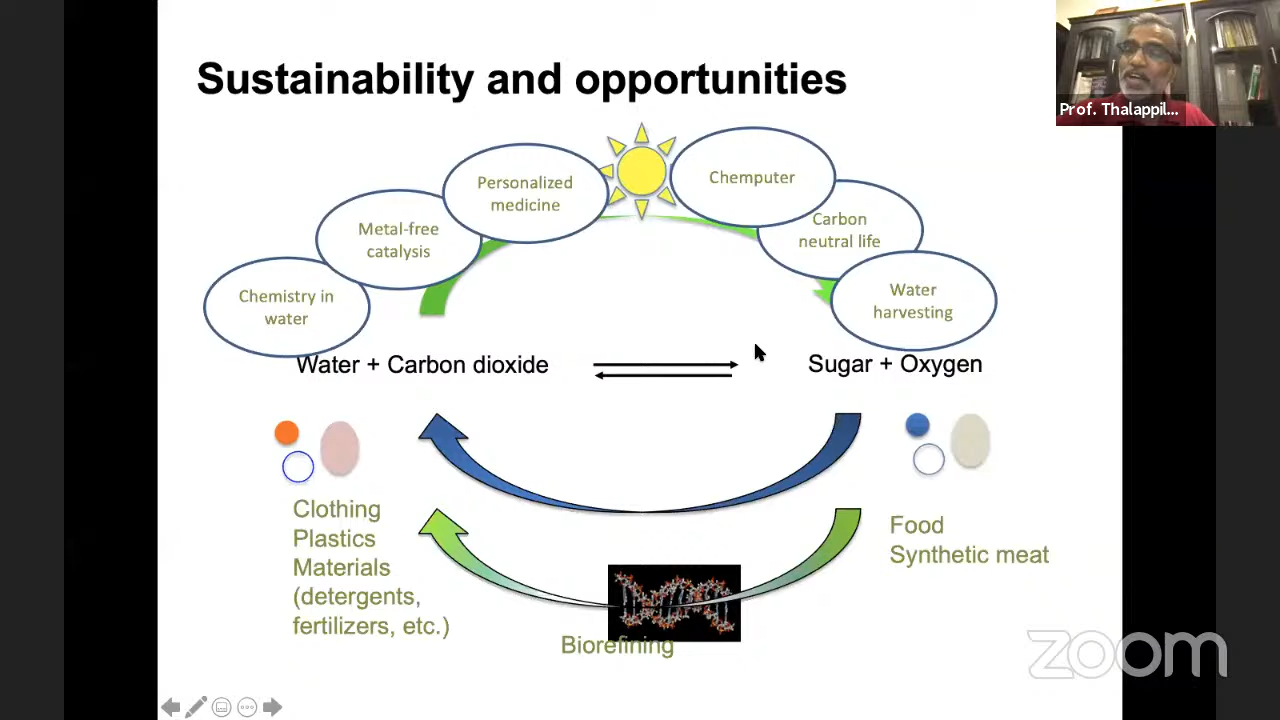 Prof. Thalappil...
Sustainability and opportunities
Personalized
medicine
Chemputer
Metal-free
catalysis
Carbon
neutral life
Chemistry in
water
Water
harvesting
Water + Carbon dioxide
Sugar + Oxygen
Clothing
Plastics
Materials
(detergents,
fertilizers, etc.)
Food
Synthetic meat
Biorefining
zoom